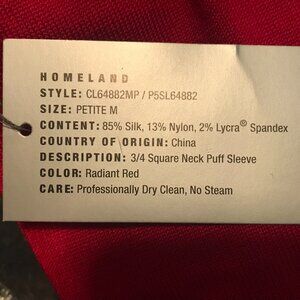 HOMELAND
STYLE: CL64882MP / P5SL64882
SIZE: PETITE M
CONTENT: 85% Silk, 13% Nylon, 2% Lycra® Spandex
COUNTRY OF ORIGIN: China
DESCRIPTION: 3/4 Square Neck Puff Sleeve
COLOR: Radiant Red
CARE: Professionally Dry Clean, No Steam